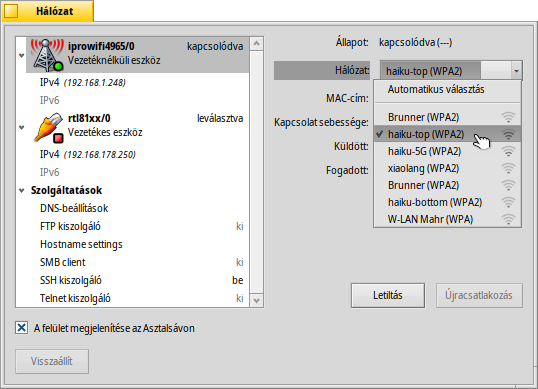 Hálózat
iprowifi4965/0 kapcsolódva
Vezetéknélküli eszköz
IPv4 (192.168.1.248)
IPv6
rtl81xx/0 leválasztva
Vezetékes eszköz
IPv4 (192.168.178.250)
IPv6
Szolgáltatások
DNS-beállítások
FTP kiszolgáló ki
Hostname settings
SMB client ki
SSH kiszolgáló be
Telnet kiszolgáló ki
Állapot: kapcsolódva (---)
Hálózat: haiku-top (WPA2)
MAC-cím:
Kapcsolat sebessége:
Küldött:
Fogadott:
Automatikus választás
Brunner (WPA2)
haiku-top (WPA2)
haiku-5G (WPA2)
xiaolang (WPA2)
Brunner (WPA2)
haiku-bottom (WPA2)
W-LAN Mahr (WPA)
Letiltás Újracsatlakozás
A felület megjelenítése az Asztalsávon
Visszaállít